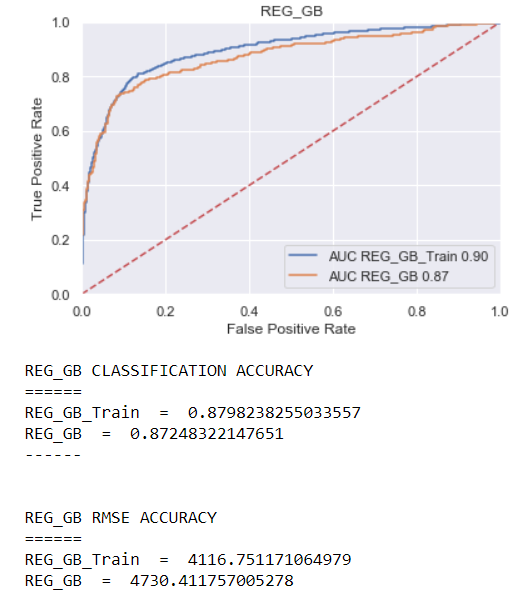 REG_GB
1.0
0.8
0.6
0.4
0.2
0.0
True Positive Rate
AUC REG_GB_Train 0.90
AUC REG_GB 0.87
0.0 0.2 0.4 0.6 0.8 1.0
False Positive Rate
REG_GB CLASSIFICATION ACCURACY
======
REG_GB_Train = 0.8798238255033557
REG_GB = 0.87248322147651
------
REG_GB RMSE ACCURACY
======
REG_GB_Train = 4116.751171064979
REG_GB = 4730.411757005278